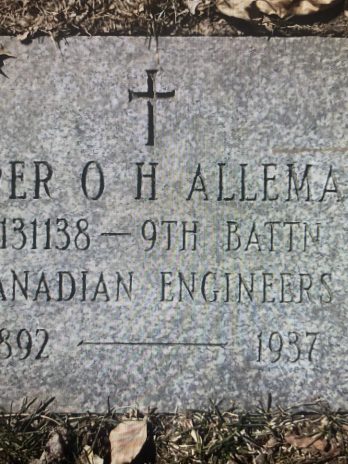 PER O H ALLEMA
131138 — 9TH BATTN
ANADIAN ENGINEERS
892 — 1937